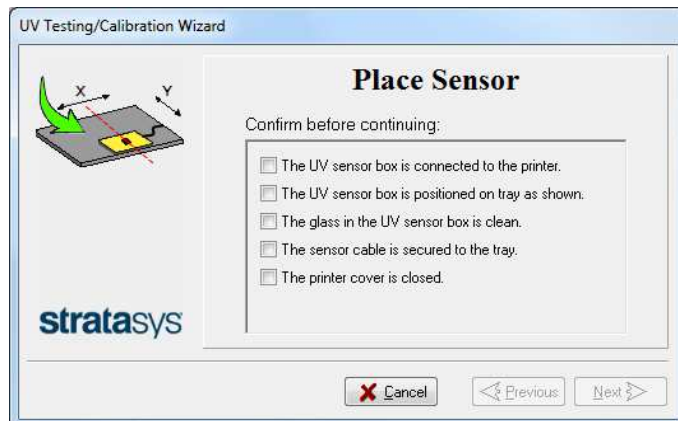 UV Testing/Calibration Wizard
X
Y
Place Sensor
Confirm before continuing:
The UV sensor box is connected to the printer.
The UV sensor box is positioned on tray as shown.
The glass in the UV sensor box is clean.
The sensor cable is secured to the tray.
The printer cover is closed.
stratasys
Cancel
Previous
Next